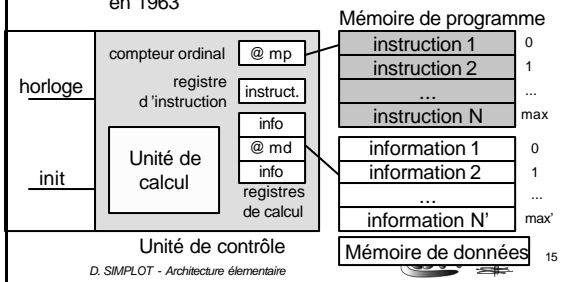 en 1963
Mémoire de programme
compteur ordinal
@ mp
instruction 1
0
instruction 2
1
horloge
registre
d 'instruction
instruct.
...
...
instruction N
max
info
Unité de
calcul
@ md
information 1
0
info
information 2
1
init
registres
de calcul
...
...
information N'
max'
Unité de contrôle
Mémoire de données
D. SIMPLOT - Architecture élementaire
15